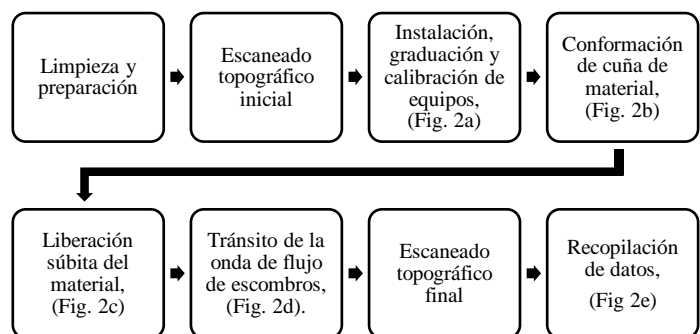 Limpieza y
preparación
Escaneado
topográfico
inicial
Instalación,
graduación y
calibración de
equipos,
(Fig. 2a)
Conformación
de cuña de
material,
(Fig. 2b)
Liberación
súbita del
material,
(Fig. 2c)
Tránsito de la
onda de flujo
de escombros,
(Fig. 2d).
Escaneado
topográfico
final
Recopilación
de datos,
(Fig 2e)